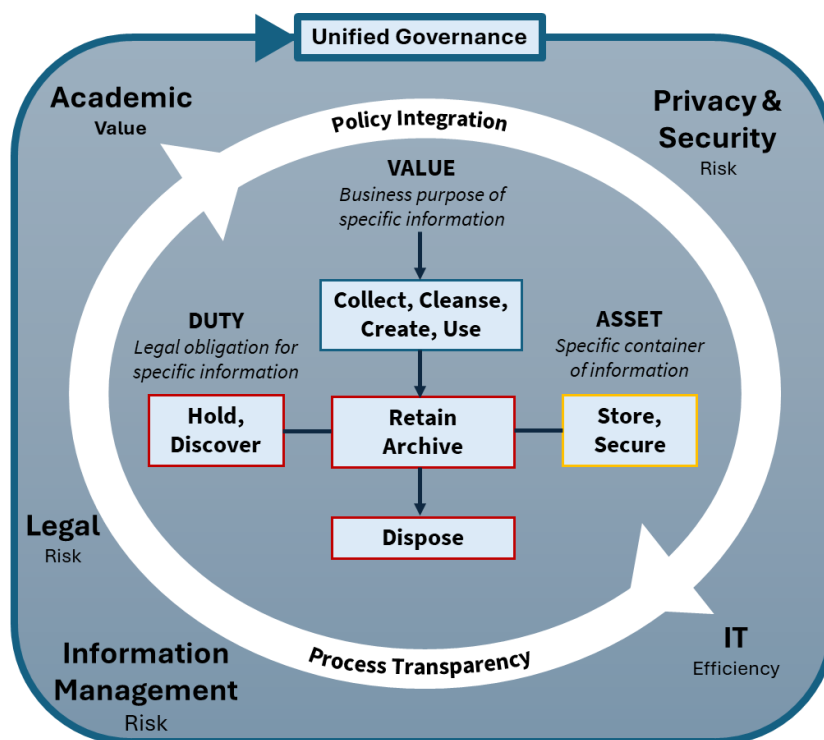 Unified Governance
Academic
Value
Privacy &
Security
Risk
Policy Integration
VALUE
Business purpose of
specific information
Collect, Cleanse,
Create, Use
DUTY
Legal obligation for
specific information
ASSET
Specific container
of information
Hold,
Discover
Retain
Archive
Store,
Secure
Dispose
Legal
Risk
Information
Management
Risk
Process Transparency
IT
Efficiency